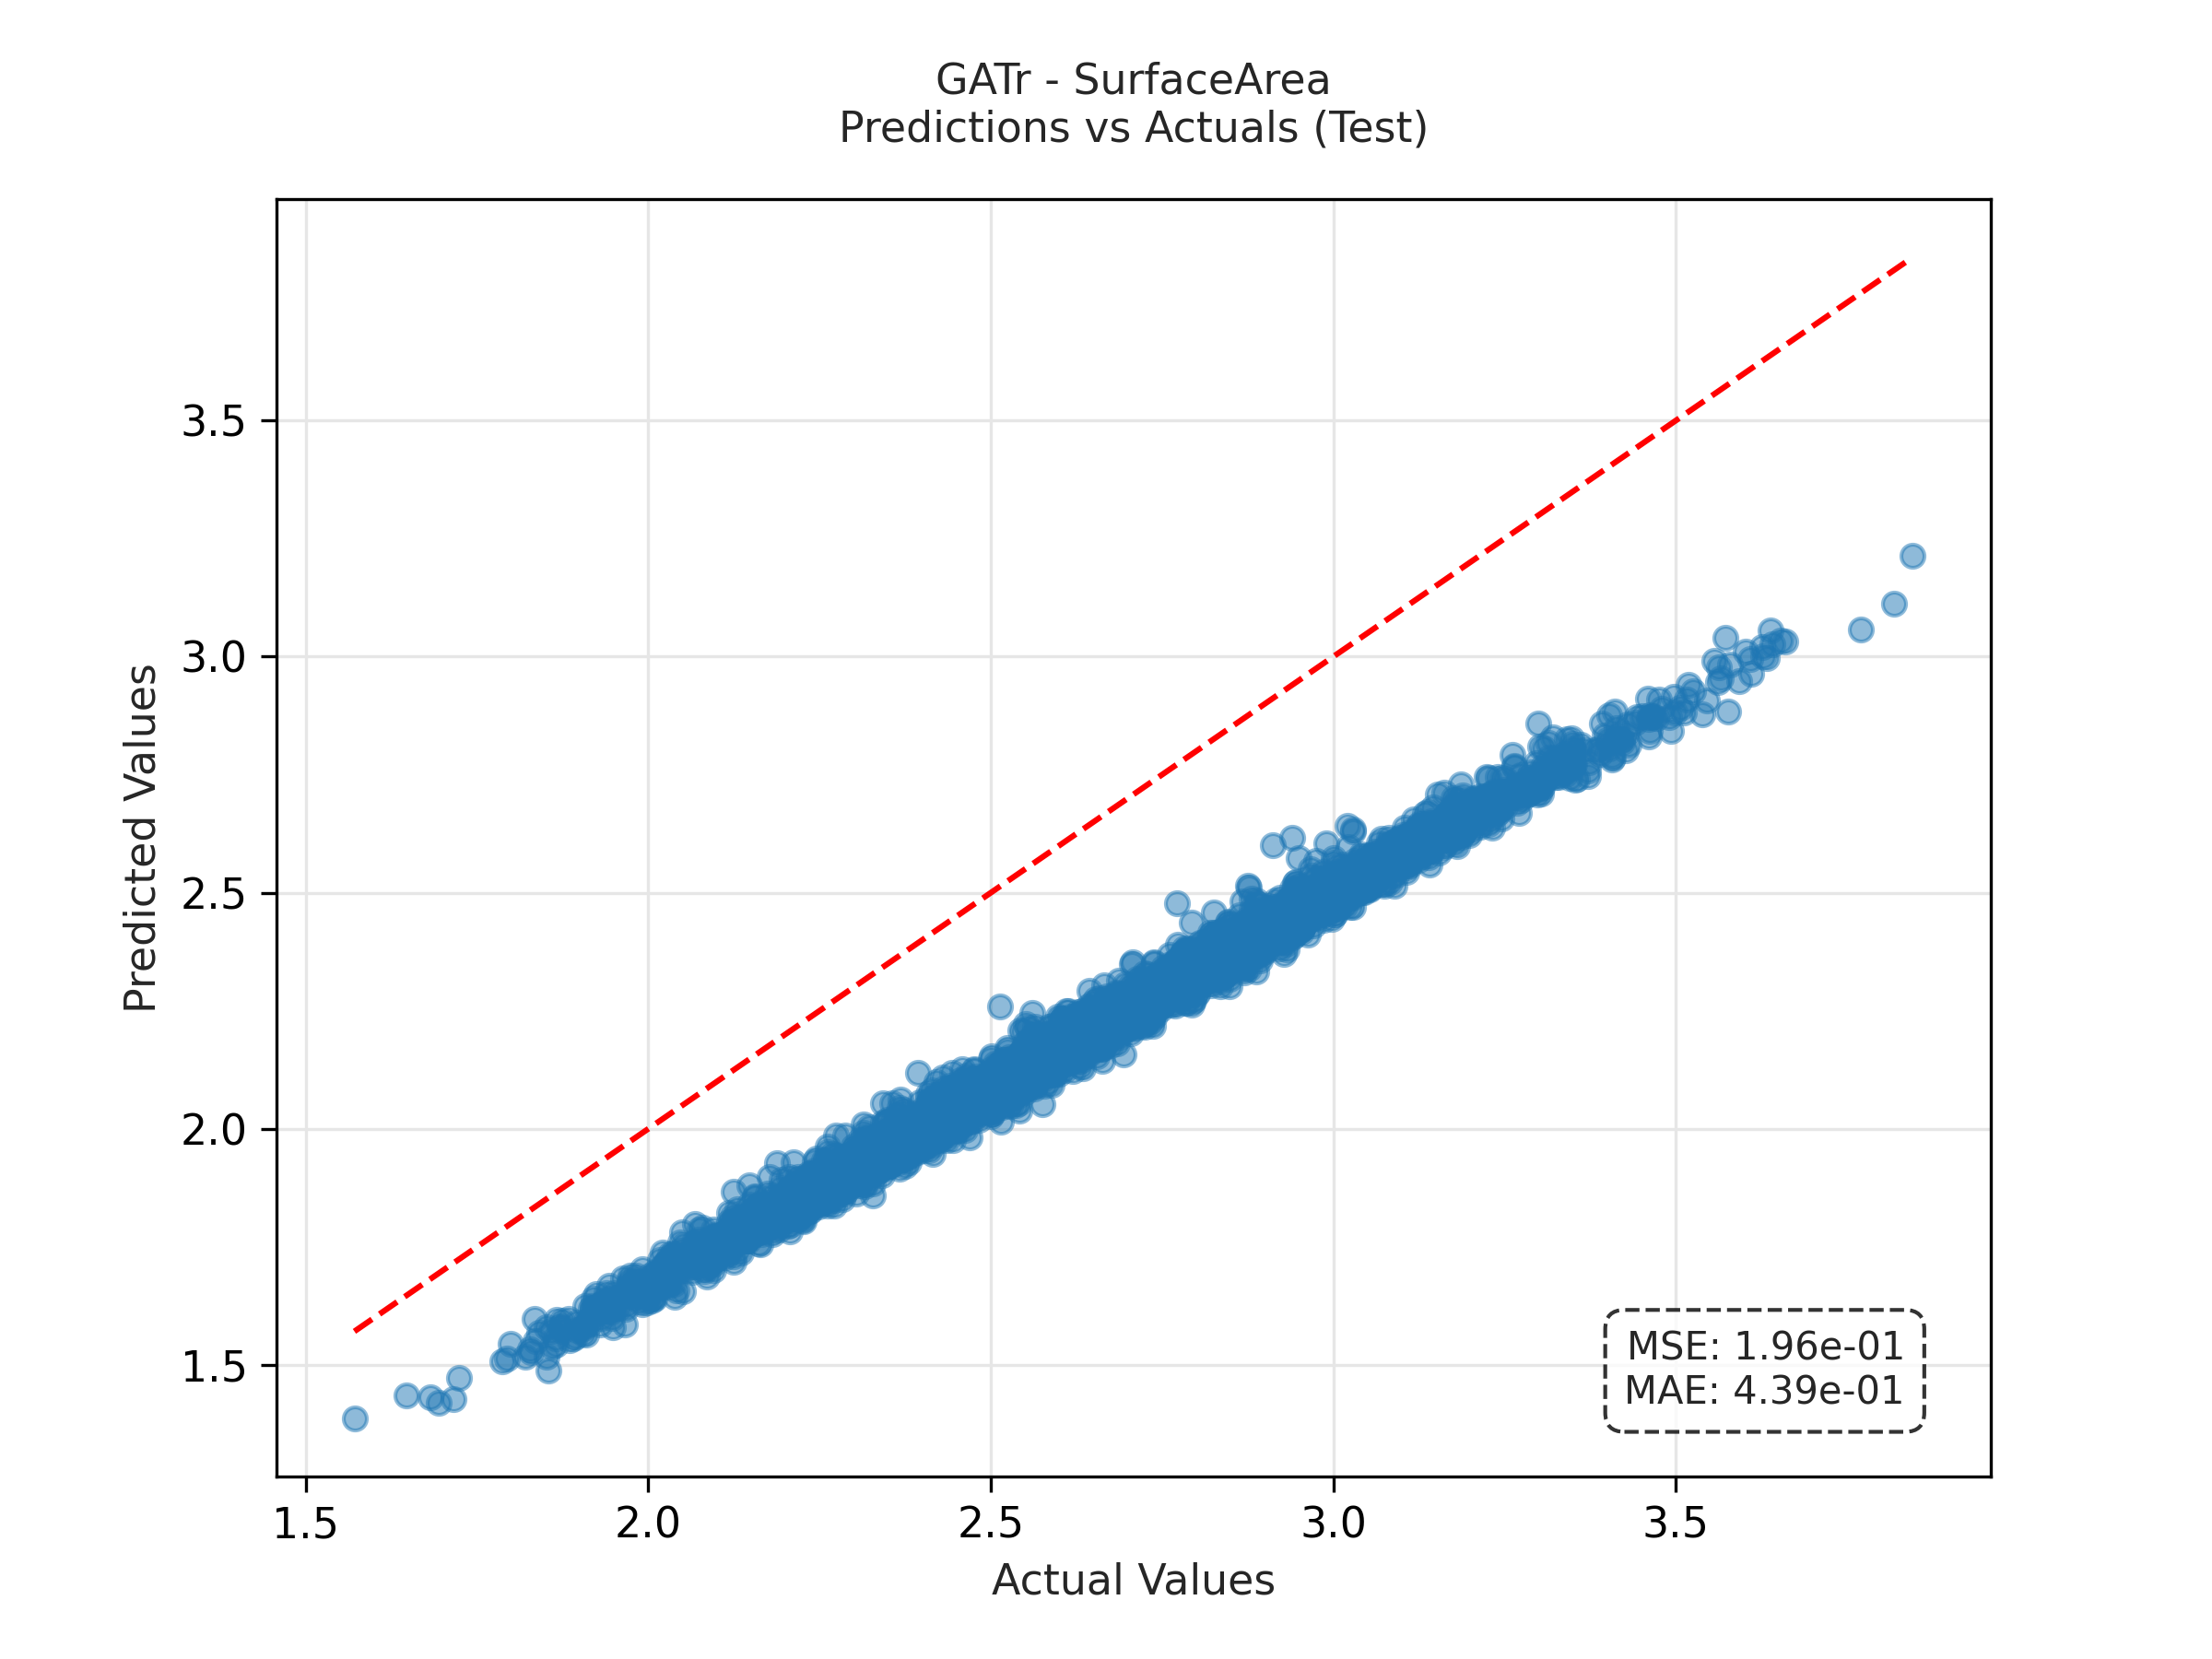 GATr - SurfaceArea
Predictions vs Actuals (Test)
Predicted Values
3.5
3.0
2.5
2.0
1.5
MSE: 1.96e-01
MAE: 4.39e-01
1.5
2.0
2.5
3.0
3.5
Actual Values